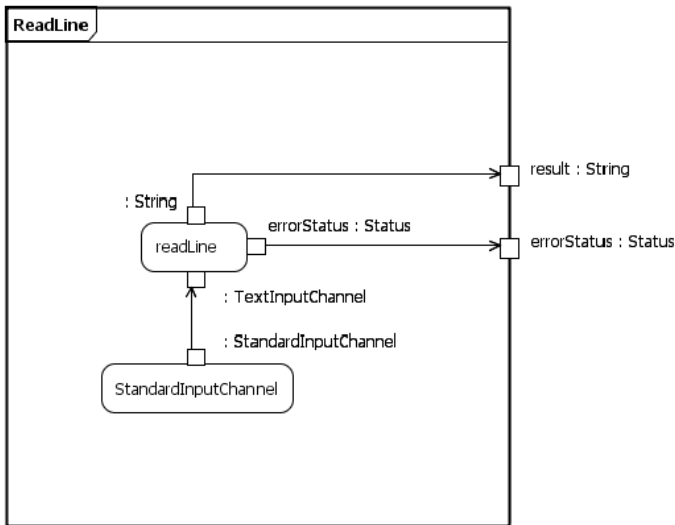 ReadLine
result : String
: String
errorStatus : Status
errorStatus : Status
readLine
: TextInputChannel
: StandardInputChannel
StandardInputChannel